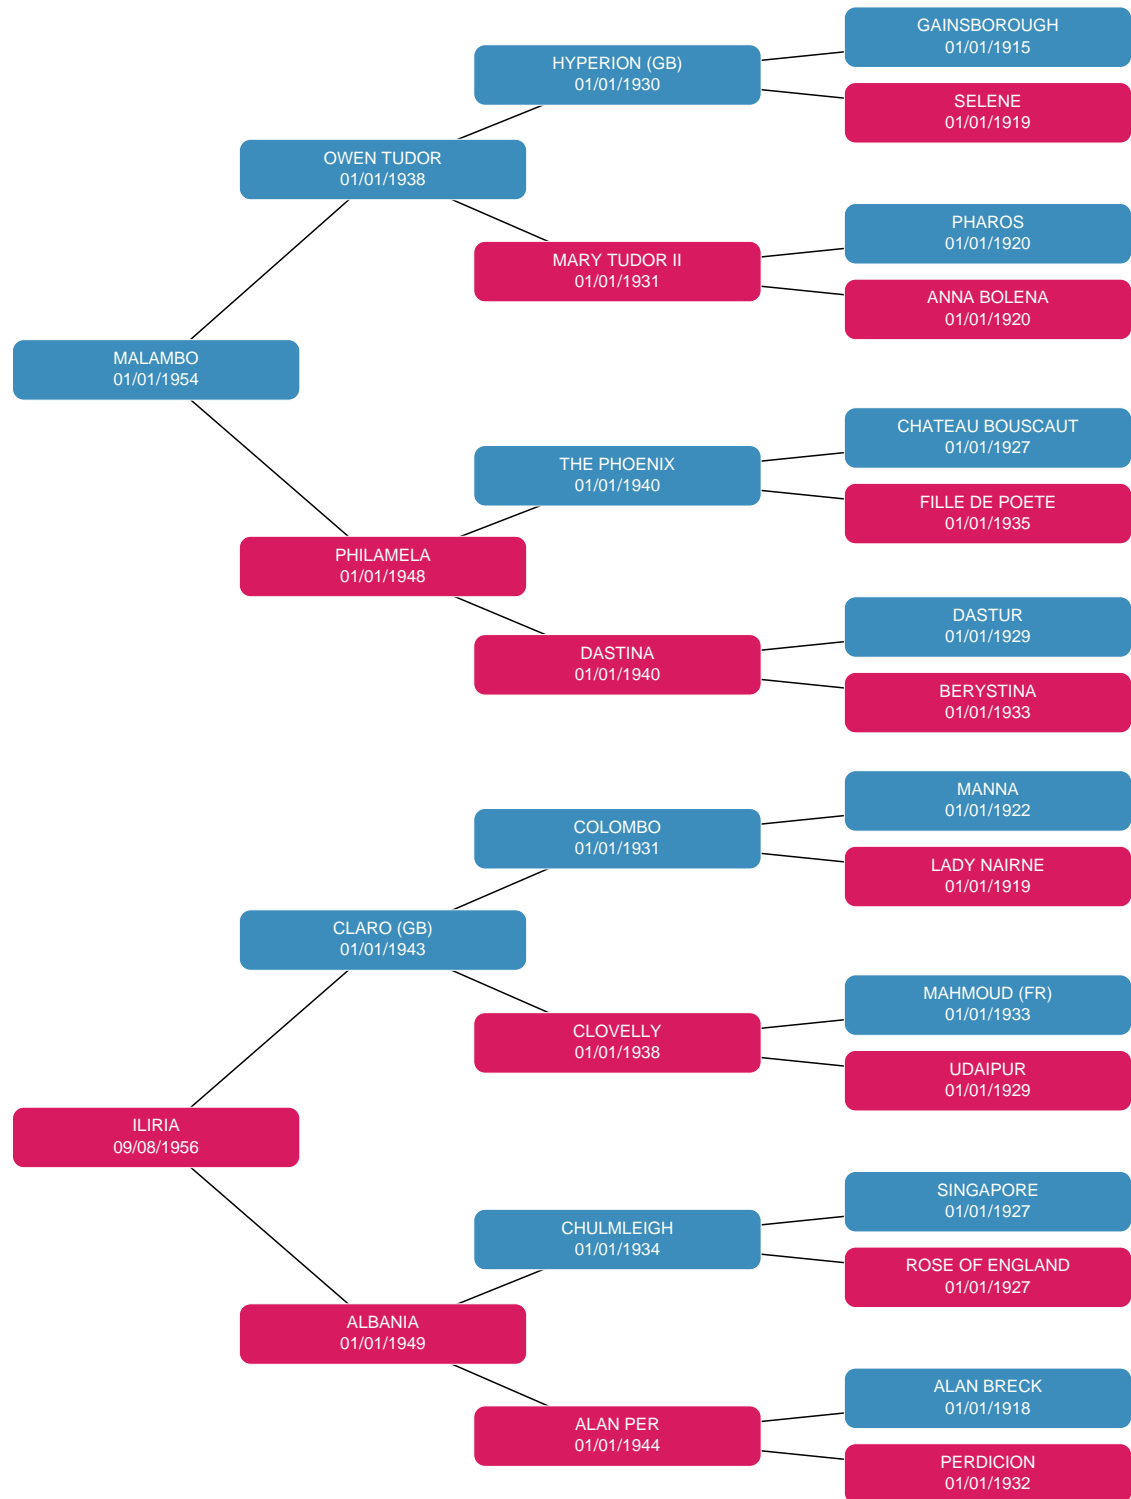 GAINSBOROUGH
01/01/1915
HYPERION (GB)
01/01/1930
SELENE
01/01/1919
OWEN TUDOR
01/01/1938
PHAROS
01/01/1920
MARY TUDOR II
01/01/1931
ANNA BOLENA
01/01/1920
MALAMBO
01/01/1954
CHATEAU BOUSCAUT
01/01/1927
THE PHOENIX
01/01/1940
FILLE DE POETE
01/01/1935
PHILAMELA
01/01/1948
DASTUR
01/01/1929
DASTINA
01/01/1940
BERYSTINA
01/01/1933
MANNA
01/01/1922
COLOMBO
01/01/1931
LADY NAIRNE
01/01/1919
CLARO (GB)
01/01/1943
MAHMOUD (FR)
01/01/1933
CLOVELLY
01/01/1938
UDAIPUR
01/01/1929
ILIRIA
09/08/1956
SINGAPORE
01/01/1927
CHULMLEIGH
01/01/1934
ROSE OF ENGLAND
01/01/1927
ALBANIA
01/01/1949
ALAN BRECK
01/01/1918
ALAN PER
01/01/1944
PERDICION
01/01/1932